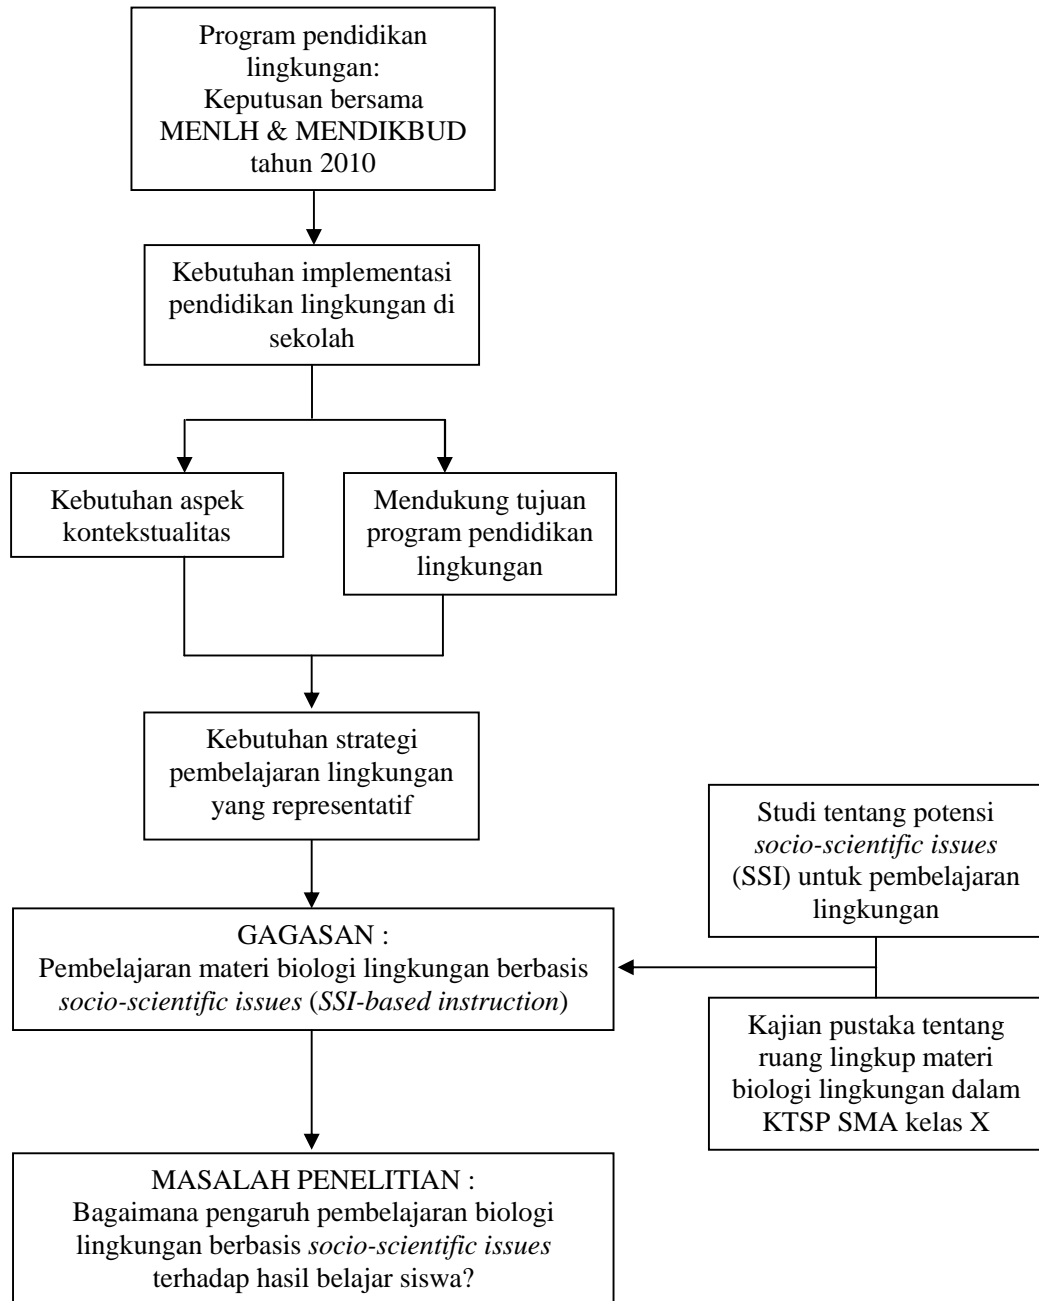 Program pendidikan
lingkungan:
Keputusan bersama
MENLH & MENDIKBUD
tahun 2010
Kebutuhan implementasi
pendidikan lingkungan di
sekolah
Kebutuhan aspek
kontekstualitas
Mendukung tujuan
program pendidikan
lingkungan
Kebutuhan strategi
pembelajaran lingkungan
yang representatif
Studi tentang potensi
socio-scientific issues
(SSI) untuk pembelajaran
lingkungan
GAGASAN :
Pembelajaran materi biologi lingkungan berbasis
socio-scientific issues (SSI-based instruction)
Kajian pustaka tentang
ruang lingkup materi
biologi lingkungan dalam
KTSP SMA kelas X
MASALAH PENELITIAN :
Bagaimana pengaruh pembelajaran biologi
lingkungan berbasis socio-scientific issues
terhadap hasil belajar siswa?